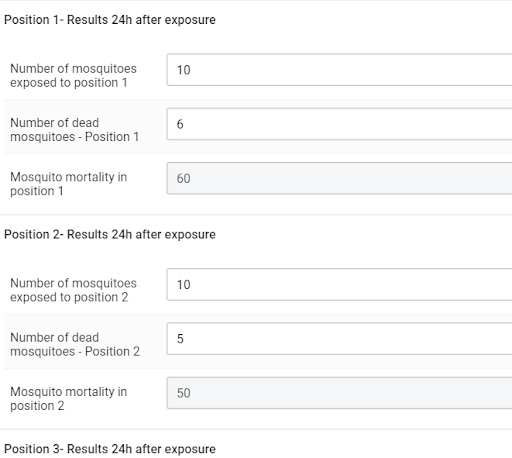 Position 1- Results 24h after exposure
Number of mosquitoes
exposed to position 1
10
Number of dead
mosquitoes - Position 1
6
Mosquito mortality in
position 1
60
Position 2- Results 24h after exposure
Number of mosquitoes
exposed to position 2
10
Number of dead
mosquitoes - Position 2
5
Mosquito mortality in
position 2
50
Position 3- Results 24h after exposure